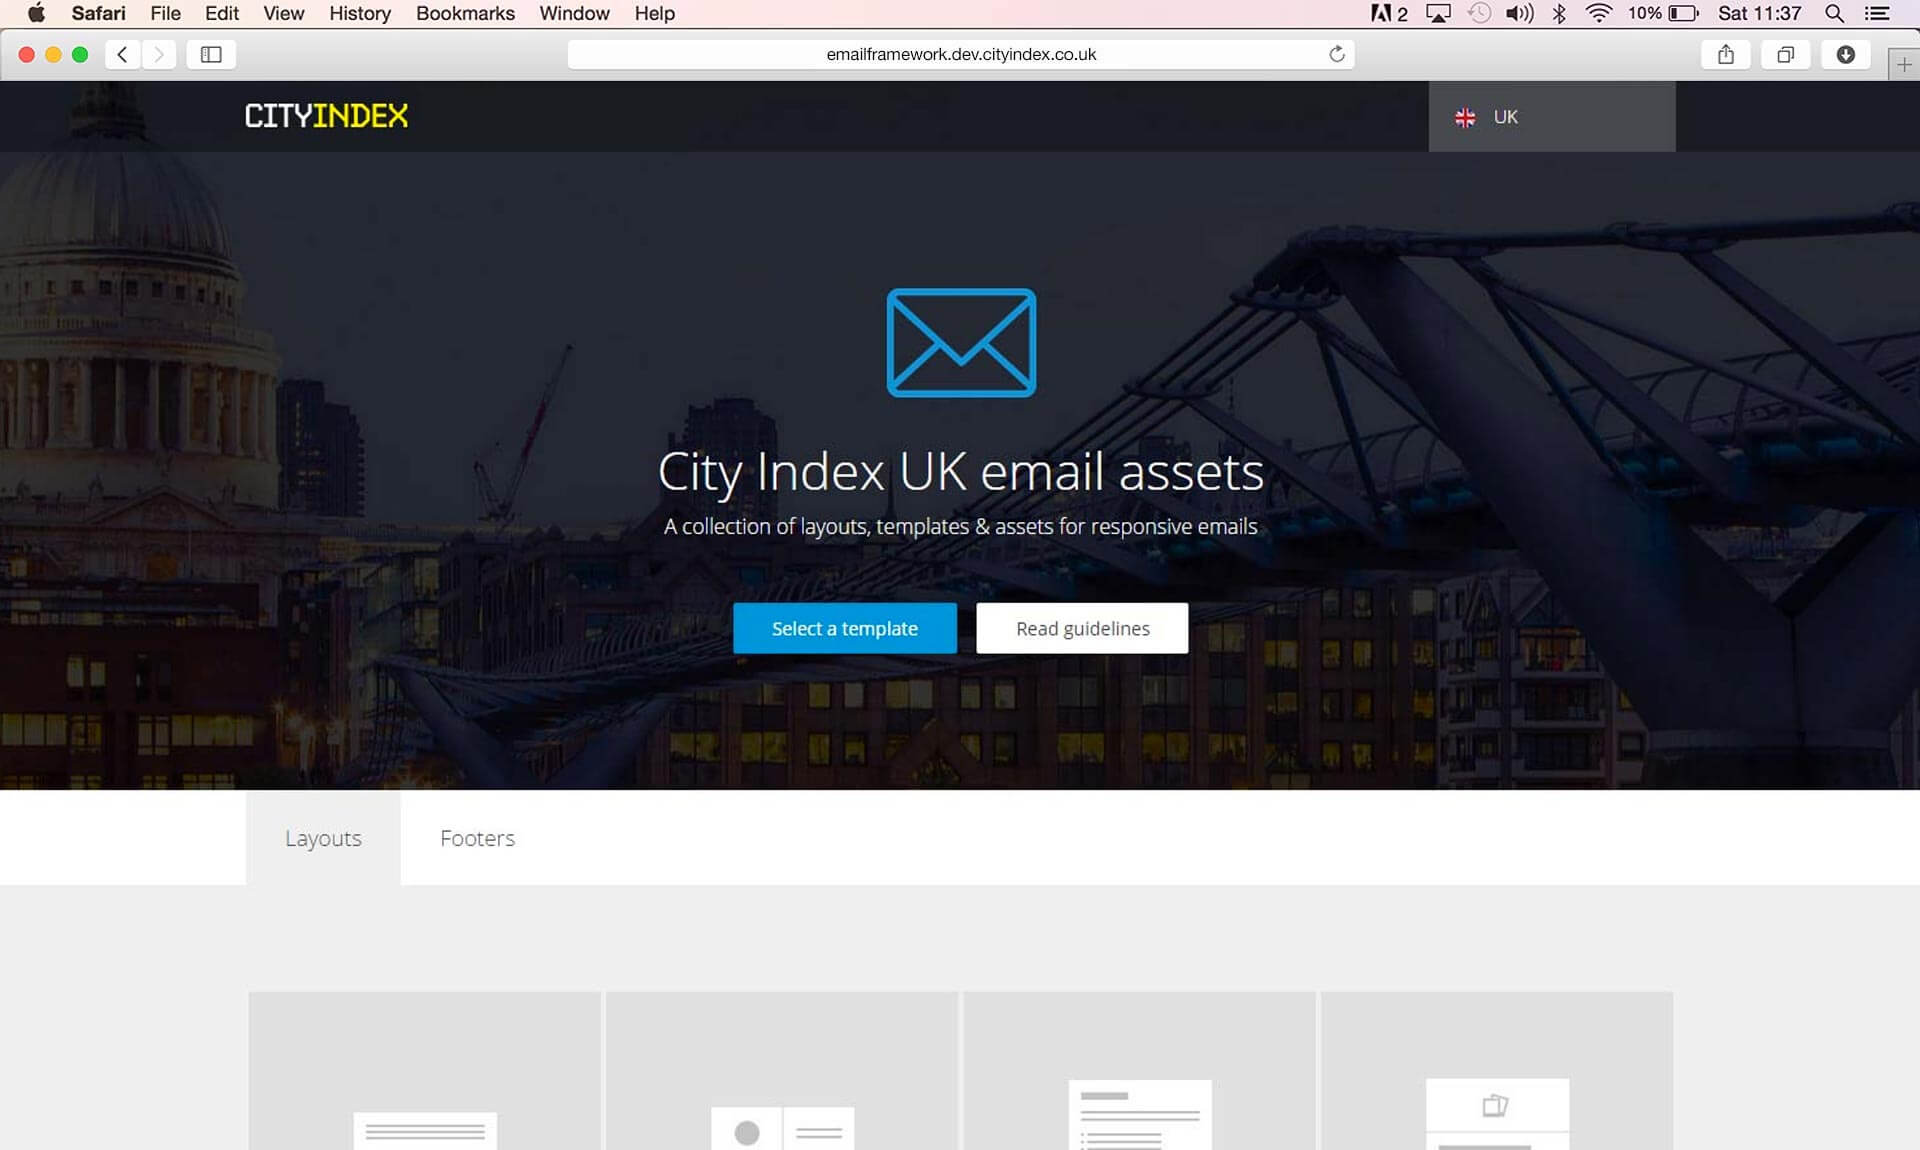 Safari File Edit View History Bookmarks Window Help 2 10% Sat 11:37
emailframework.dev.cityindex.co.uk
CITYINDEX UK
City Index UK email assets
A collection of layouts, templates & assets for responsive emails
Select a template Read guidelines
Layouts Footers